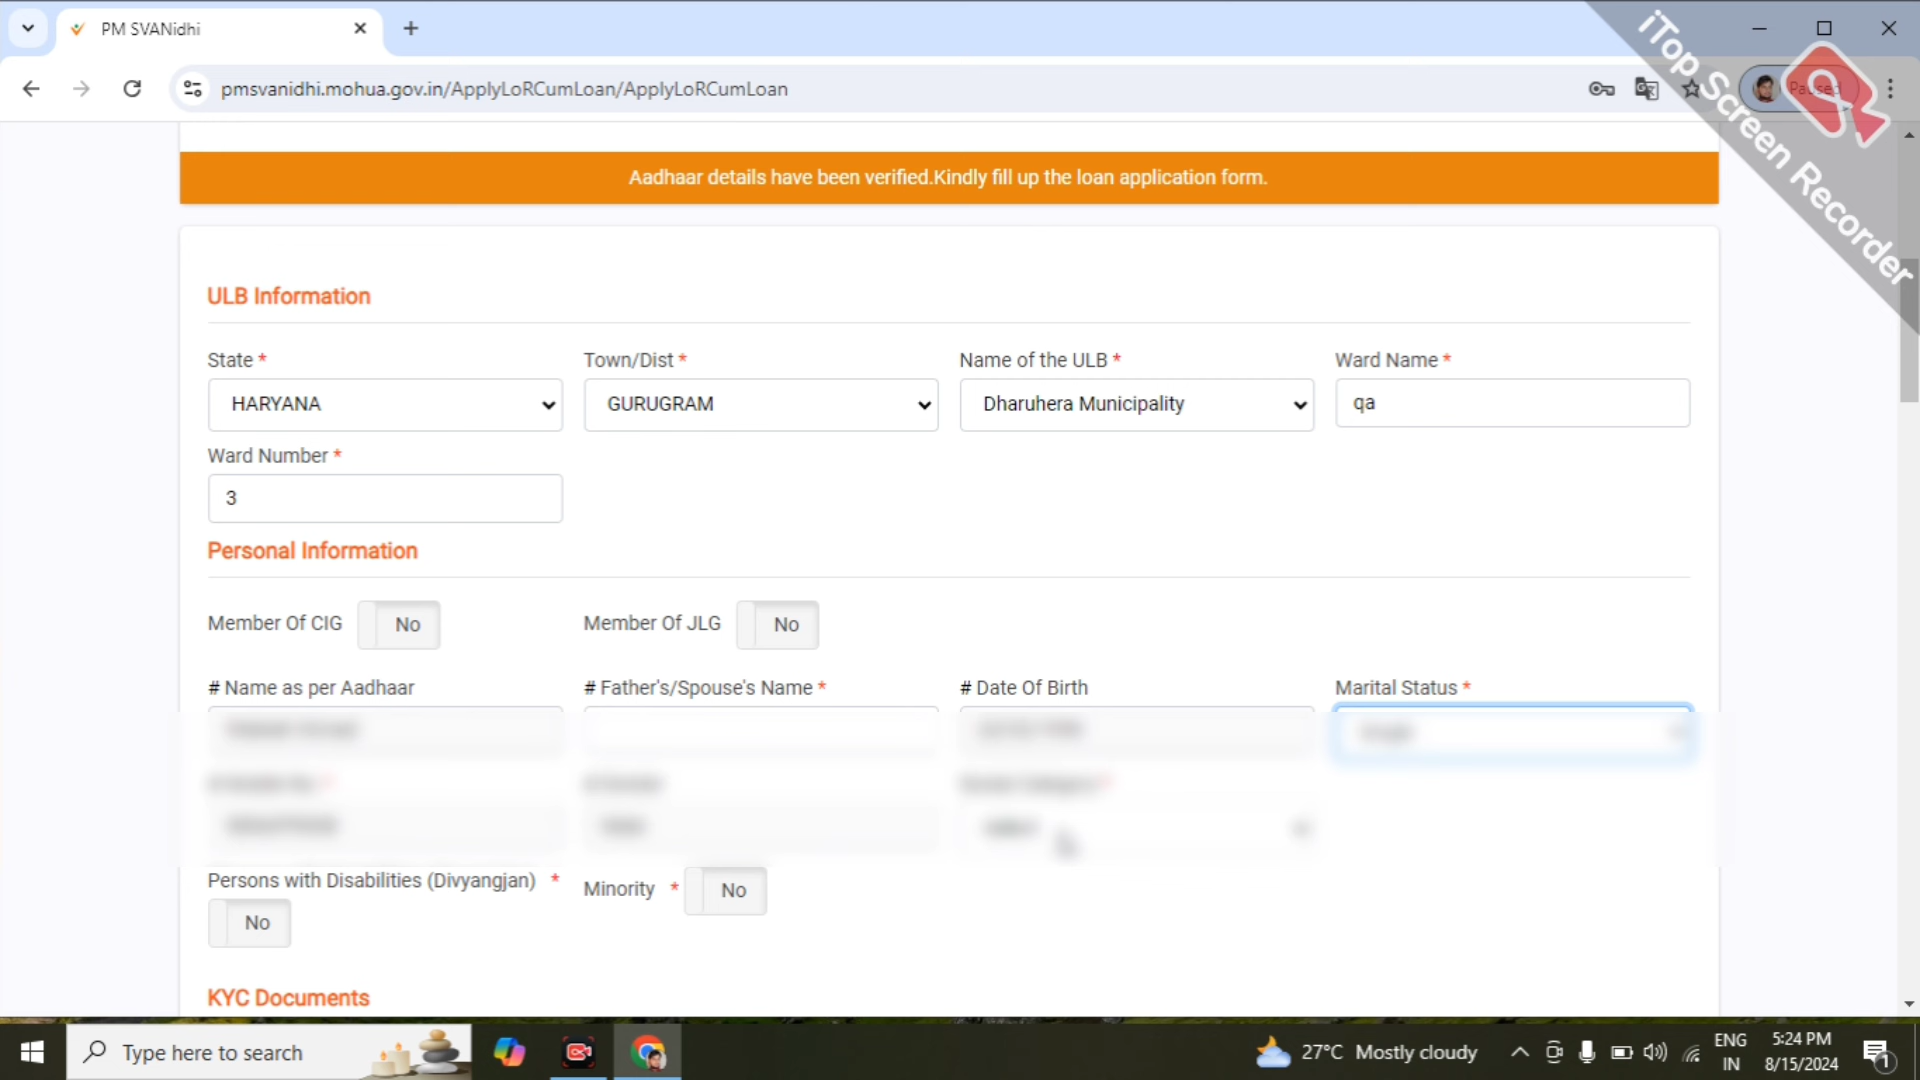 PM SVANidhi
pmsvanidhi.mohua.gov.in/ApplyLoRCumLoan/ApplyLoRCumLoan
Paused
iTop Screen Recorder
Aadhaar details have been verified.Kindly fill up the loan application form.
ULB Information
State *
Town/Dist *
Name of the ULB *
Ward Name *
HARYANA
GURUGRAM
Dharuhera Municipality
qa
Ward Number *
3
Personal Information
Member Of CIG No
Member Of JLG No
# Name as per Aadhaar
# Father's/Spouse's Name *
# Date Of Birth
Marital Status *
Persons with Disabilities (Divyangjan) *
Minority * No
No
KYC Documents
Type here to search
27°C Mostly cloudy
ENG
IN
5:24 PM
8/15/2024
1